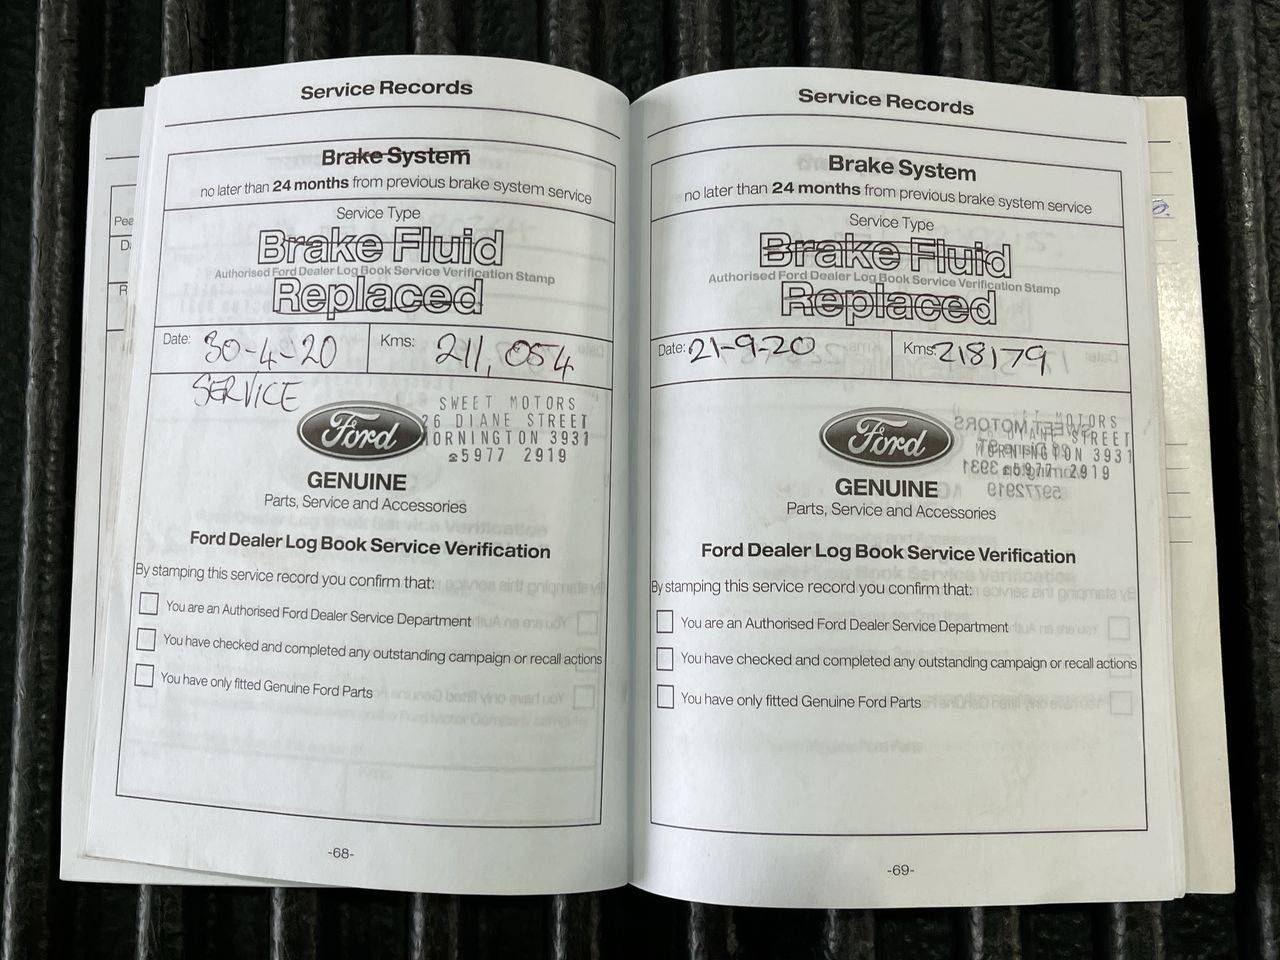 Service Records
Brake System
no later than 24 months from previous brake system service
Service Type
Brake Fluid
Authorised Ford Dealer Log Book Service Verification Stamp
Replaced
Date: 30-4-20 Kms: 211,054
SERVICE
SWEET MOTORS
26 DIANE STREET
MORNINGTON 3931
☎5977 2919
Ford
GENUINE
Parts, Service and Accessories
Ford Dealer Log Book Service Verification
By stamping this service record you confirm that:
You are an Authorised Ford Dealer Service Department
You have checked and completed any outstanding campaign or recall actions
You have only fitted Genuine Ford Parts
-68-
Service Records
Brake System
no later than 24 months from previous brake system service
Service Type
Brake Fluid
Authorised Ford Dealer Log Book Service Verification Stamp
Replaced
Date: 21-9-20 Kms: 218179
MOTORS
DIANE STREET
MORNINGTON 3931
5977 2919
Ford
GENUINE
Parts, Service and Accessories
Ford Dealer Log Book Service Verification
By stamping this service record you confirm that:
You are an Authorised Ford Dealer Service Department
You have checked and completed any outstanding campaign or recall actions
You have only fitted Genuine Ford Parts
-69-